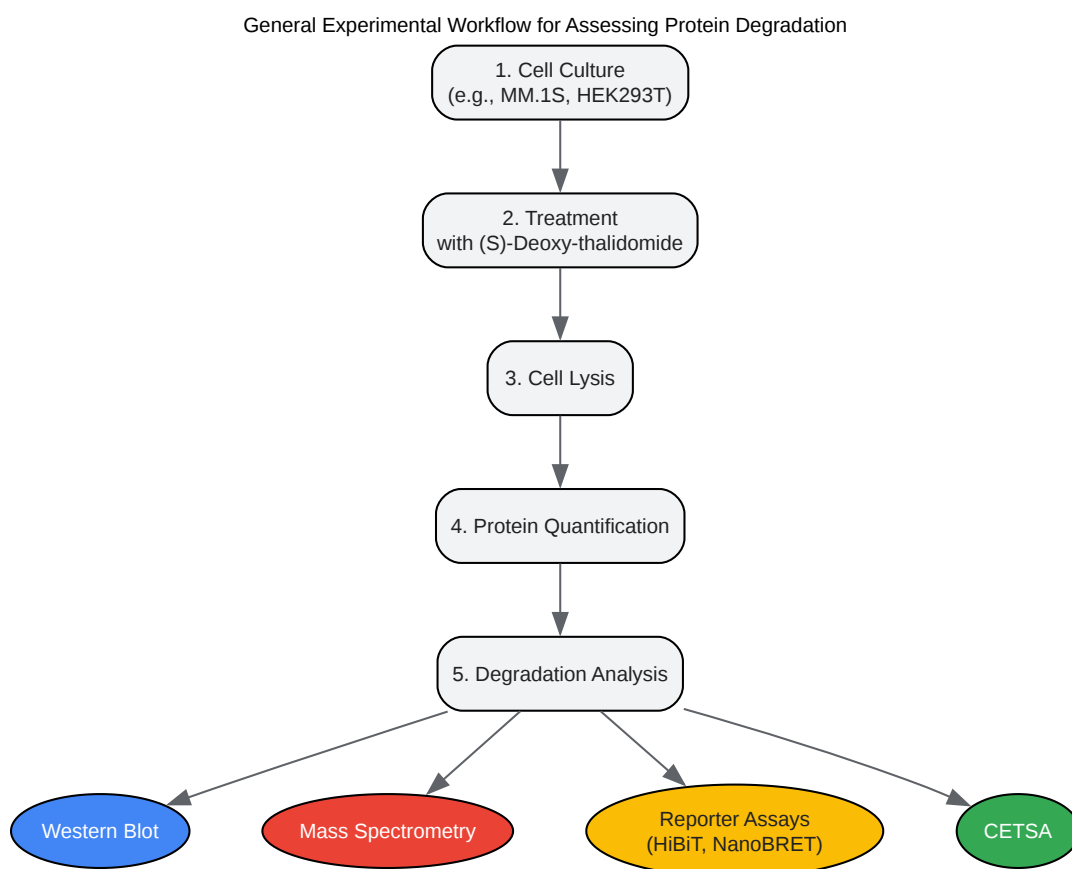 General Experimental Workflow for Assessing Protein Degradation
1. Cell Culture
(e.g., MM.1S, HEK293T)
2. Treatment
with (S)-Deoxy-thalidomide
3. Cell Lysis
4. Protein Quantification
5. Degradation Analysis
Western Blot
Mass Spectrometry
Reporter Assays
(HiBiT, NanoBRET)
CETSA